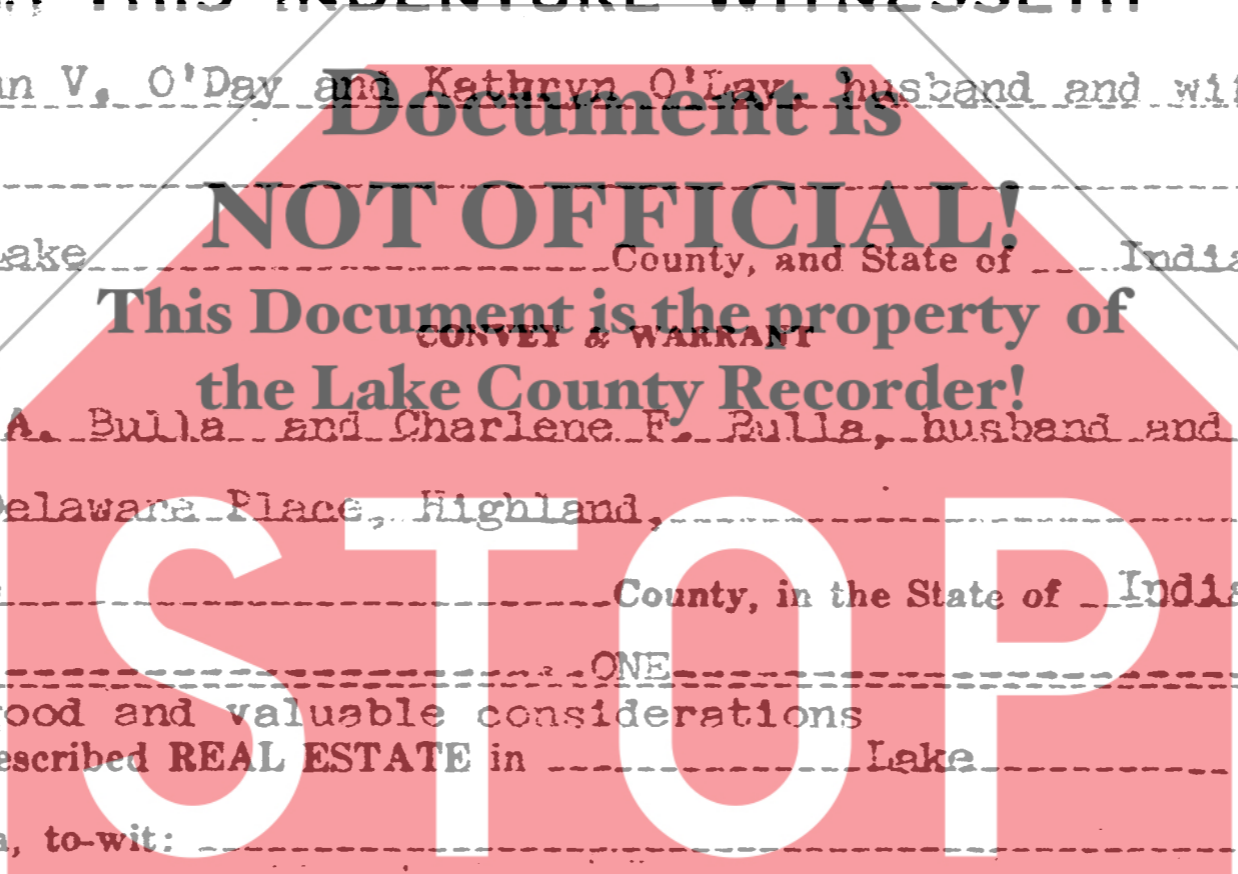 THIS INDENTURE WITNESSETH
V. O'Day and Kathryn O'Day, husband and
Document is
NOT OFFICIAL!
Lake County, and State of India
This Document is the property of
CONVEY & WARRANT
the Lake County Recorder!
A. Bulla and Charlene F. Bulla, husband and
Delaware Place, Highland,
STOP
County, in the State of India
ONE
ood and valuable considerations
escribed REAL ESTATE in Lake
, to-wit: